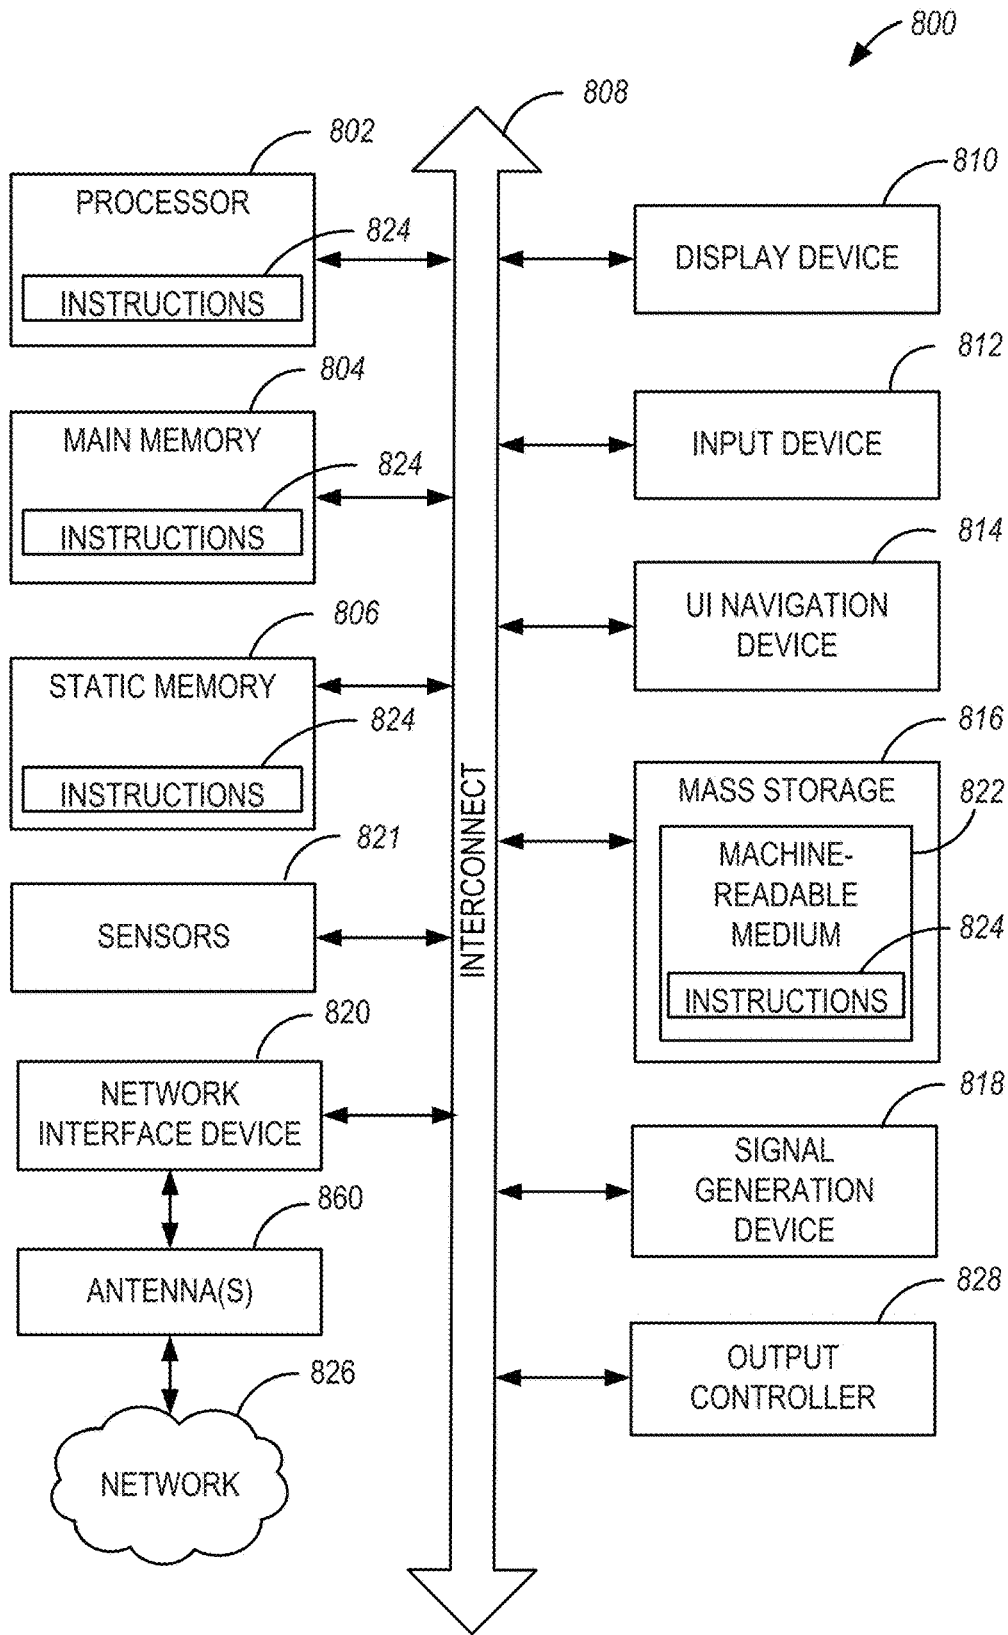 800
808
802
PROCESSOR
824
INSTRUCTIONS
804
MAIN MEMORY
824
INSTRUCTIONS
806
STATIC MEMORY
824
INSTRUCTIONS
821
SENSORS
820
NETWORK
INTERFACE DEVICE
860
ANTENNA(S)
826
NETWORK
INTERCONNECT
810
DISPLAY DEVICE
812
INPUT DEVICE
814
UI NAVIGATION
DEVICE
816
MASS STORAGE
822
MACHINE-
READABLE
MEDIUM
824
INSTRUCTIONS
818
SIGNAL
GENERATION
DEVICE
828
OUTPUT
CONTROLLER